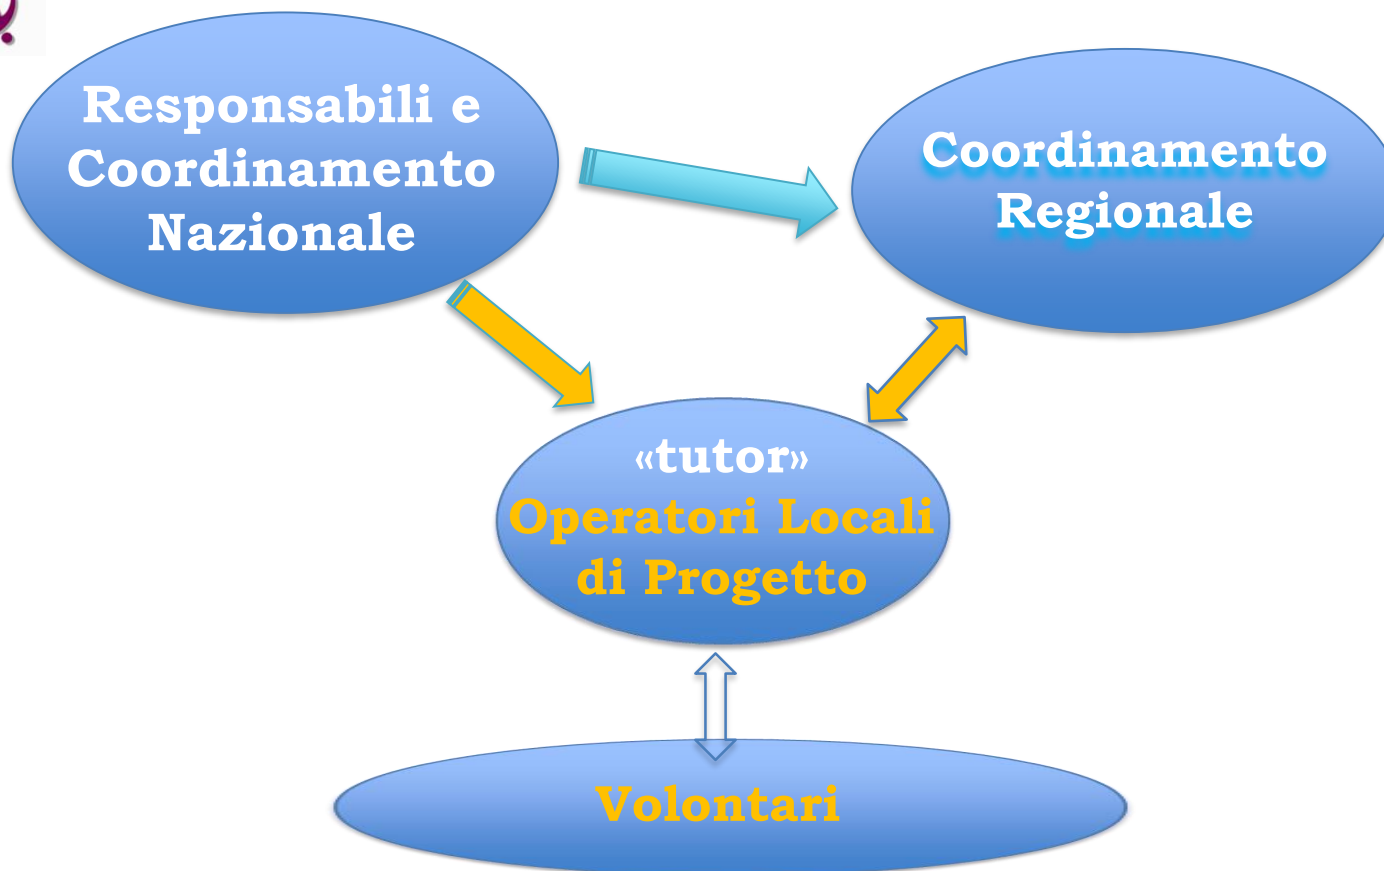 Responsabili e
Coordinamento
Nazionale
Coordinamento
Regionale
«tutor»
Operatori Locali
di Progetto
Volontari